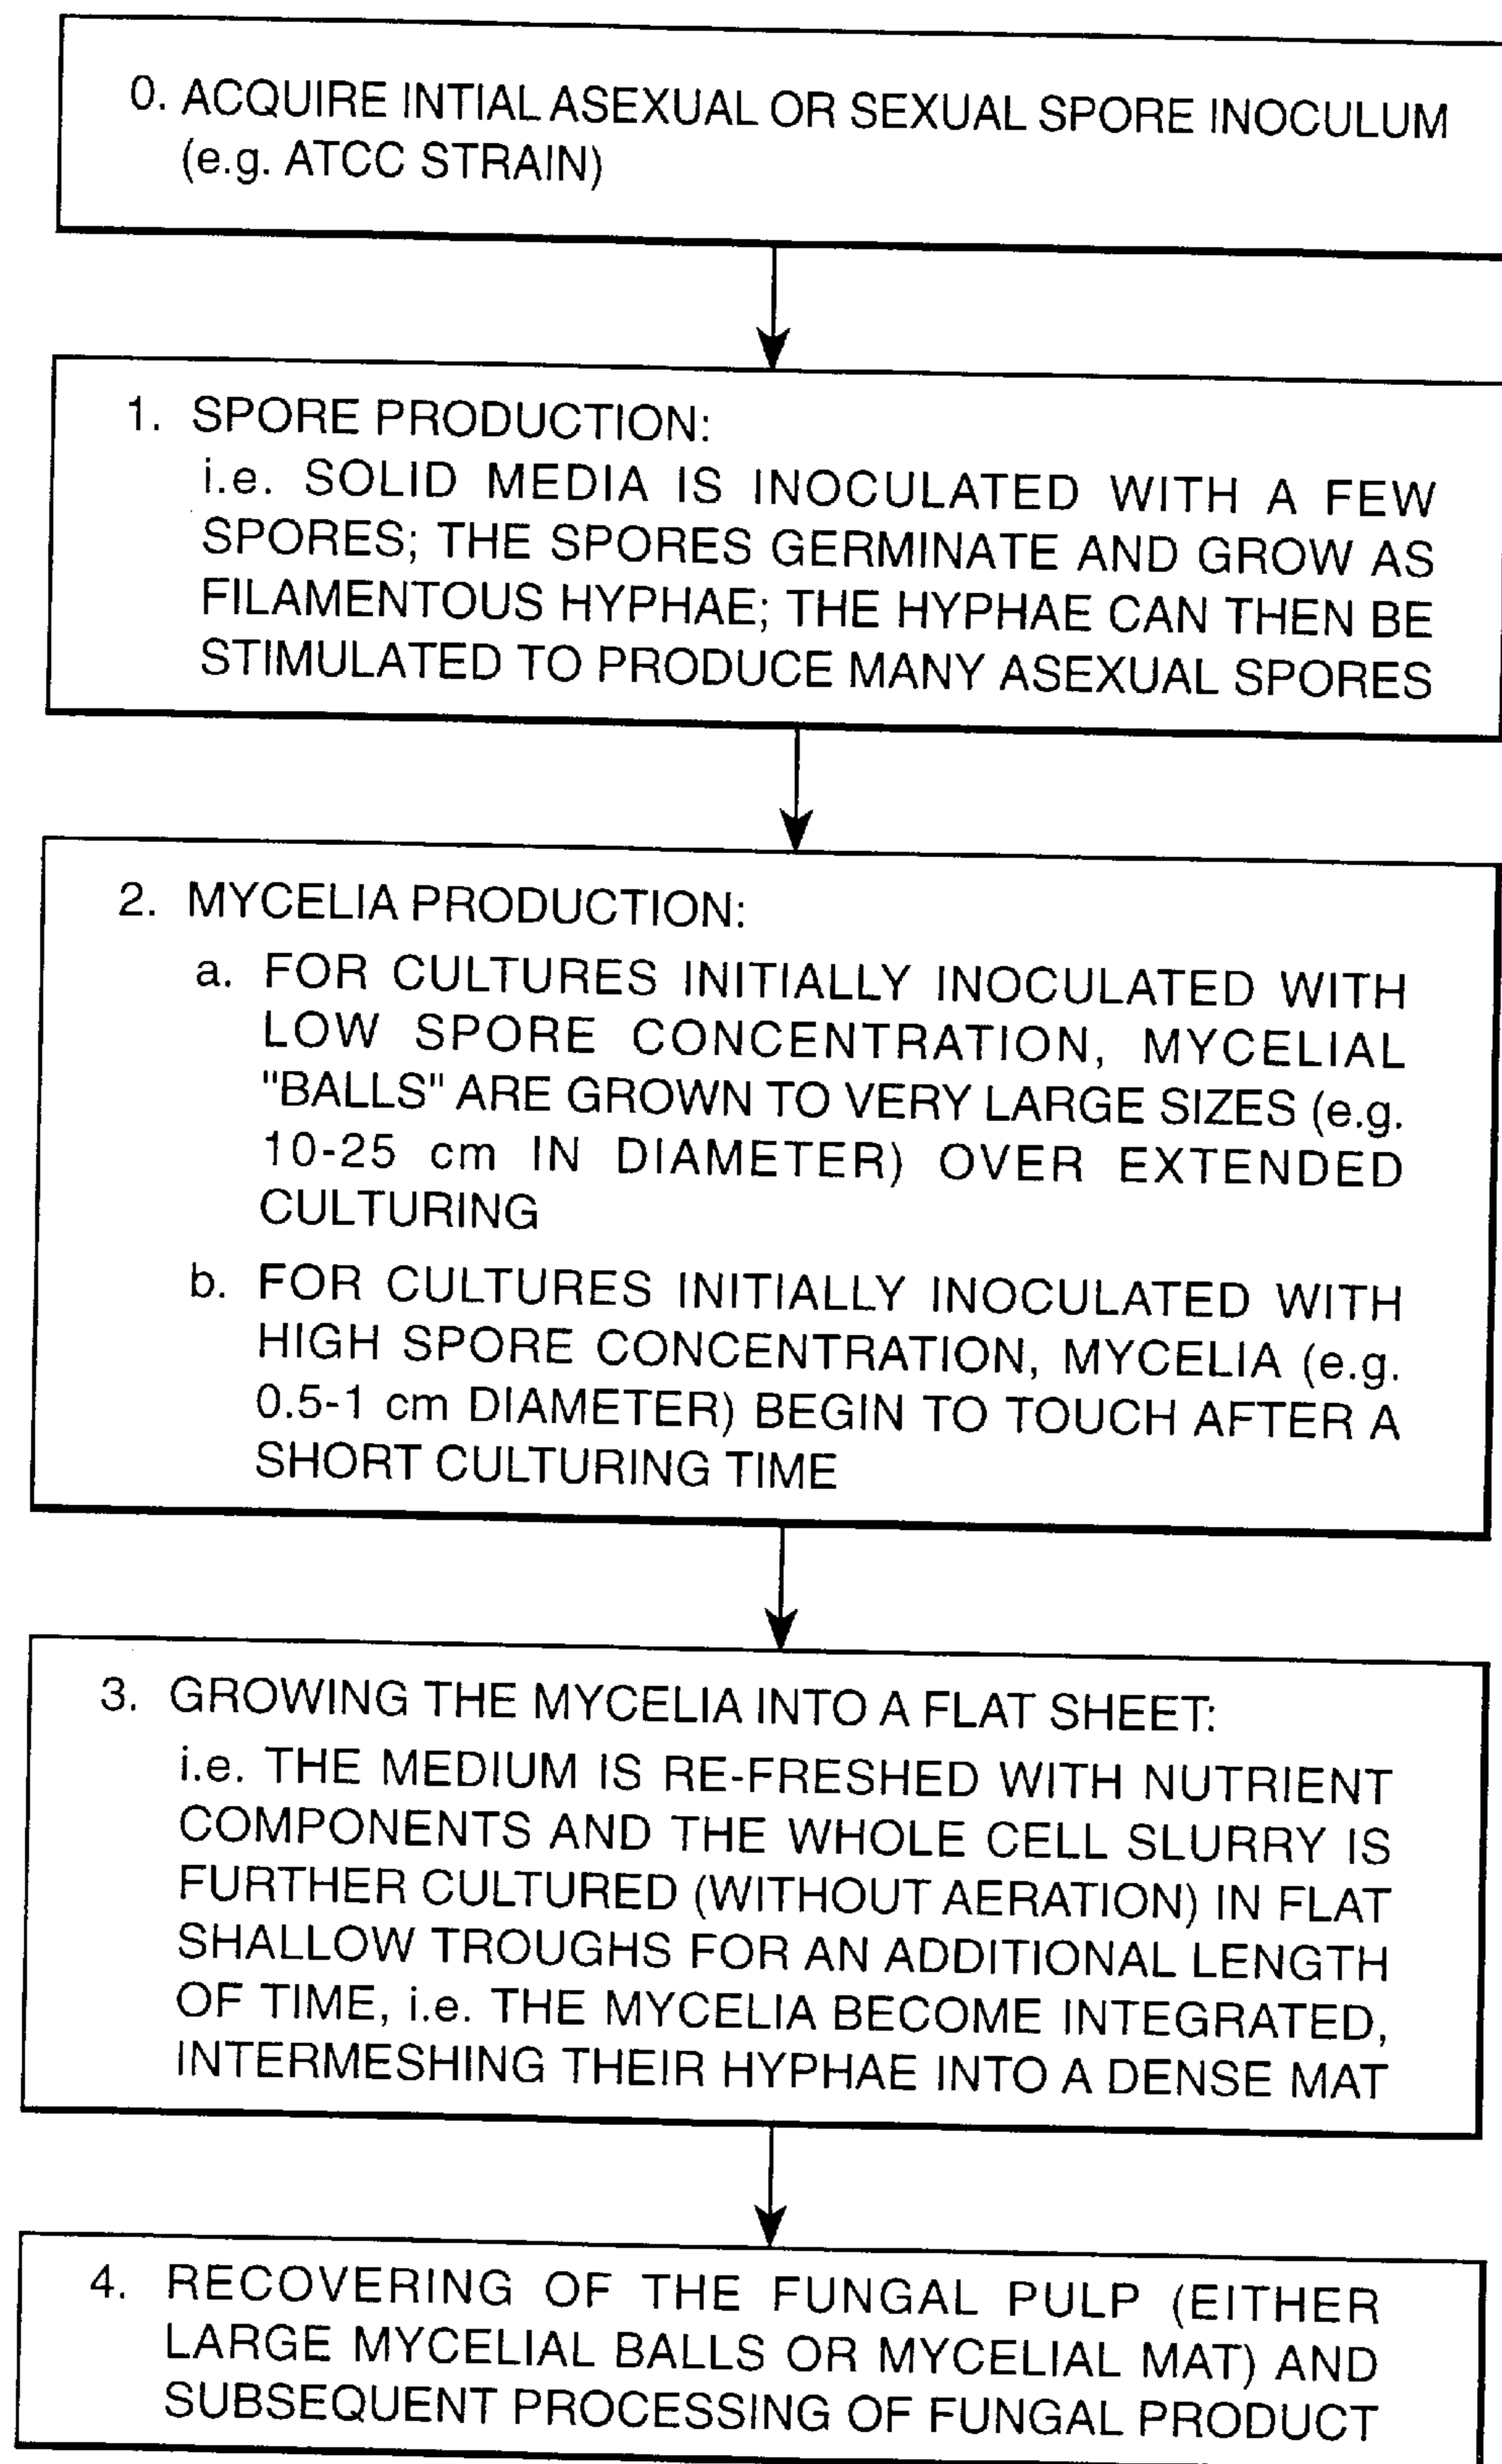 0. ACQUIRE INTIAL ASEXUAL OR SEXUAL SPORE INOCULUM
(e.g. ATCC STRAIN)
1. SPORE PRODUCTION:
i.e. SOLID MEDIA IS INOCULATED WITH A FEW
SPORES; THE SPORES GERMINATE AND GROW AS
FILAMENTOUS HYPHAE; THE HYPHAE CAN THEN BE
STIMULATED TO PRODUCE MANY ASEXUAL SPORES
2. MYCELIA PRODUCTION:
a. FOR CULTURES INITIALLY INOCULATED WITH
LOW SPORE CONCENTRATION, MYCELIAL
"BALLS" ARE GROWN TO VERY LARGE SIZES (e.g.
10-25 cm IN DIAMETER) OVER EXTENDED
CULTURING
b. FOR CULTURES INITIALLY INOCULATED WITH
HIGH SPORE CONCENTRATION, MYCELIA (e.g.
0.5-1 cm DIAMETER) BEGIN TO TOUCH AFTER A
SHORT CULTURING TIME
3. GROWING THE MYCELIA INTO A FLAT SHEET:
i.e. THE MEDIUM IS RE-FRESHED WITH NUTRIENT
COMPONENTS AND THE WHOLE CELL SLURRY IS
FURTHER CULTURED (WITHOUT AERATION) IN FLAT
SHALLOW TROUGHS FOR AN ADDITIONAL LENGTH
OF TIME, i.e. THE MYCELIA BECOME INTEGRATED,
INTERMESHING THEIR HYPHAE INTO A DENSE MAT
4. RECOVERING OF THE FUNGAL PULP (EITHER
LARGE MYCELIAL BALLS OR MYCELIAL MAT) AND
SUBSEQUENT PROCESSING OF FUNGAL PRODUCT